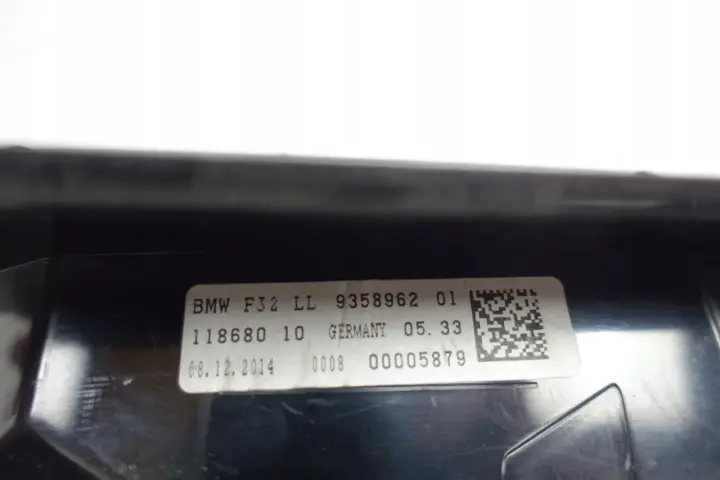 BMW F32 LL 9358962 01
118680 10 GERMANY 05.33
08.12.2014 0008 00005879